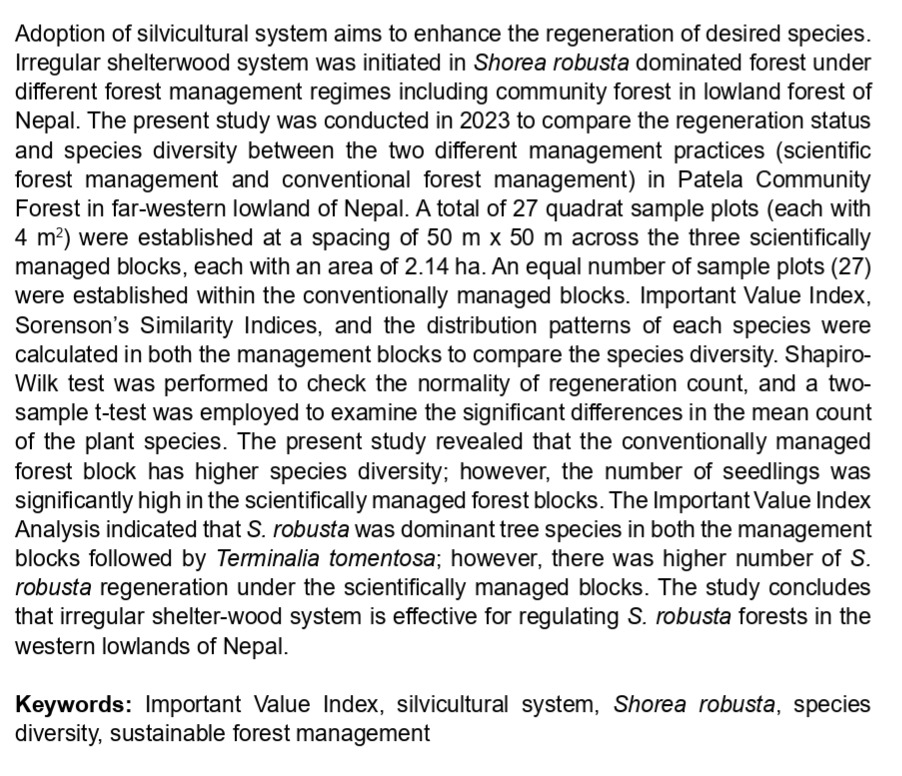 Adoption of silvicultural system aims to enhance the regeneration of desired species.
Irregular shelterwood system was initiated in Shorea robusta dominated forest under
different forest management regimes including community forest in lowland forest of
Nepal. The present study was conducted in 2023 to compare the regeneration status
and species diversity between the two different management practices (scientific
forest management and conventional forest management) in Patela Community
Forest in far-western lowland of Nepal. A total of 27 quadrat sample plots (each with
4 m²) were established at a spacing of 50 m x 50 m across the three scientifically
managed blocks, each with an area of 2.14 ha. An equal number of sample plots (27)
were established within the conventionally managed blocks. Important Value Index,
Sorenson's Similarity Indices, and the distribution patterns of each species were
calculated in both the management blocks to compare the species diversity. Shapiro-
Wilk test was performed to check the normality of regeneration count, and a two-
sample t-test was employed to examine the significant differences in the mean count
of the plant species. The present study revealed that the conventionally managed
forest block has higher species diversity; however, the number of seedlings was
significantly high in the scientifically managed forest blocks. The Important Value Index
Analysis indicated that S. robusta was dominant tree species in both the management
blocks followed by Terminalia tomentosa; however, there was higher number of S.
robusta regeneration under the scientifically managed blocks. The study concludes
that irregular shelter-wood system is effective for regulating S. robusta forests in the
western lowlands of Nepal.
Keywords: Important Value Index, silvicultural system, Shorea robusta, species
diversity, sustainable forest management